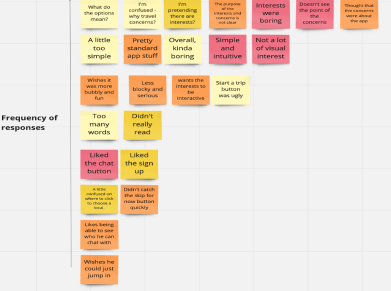 What do
the options
mean?
I'm
confused -
why travel
concerns?
I'm
pretending
there are
interests?
The purpose
of the
interests and
concerns is
not clear
Interests
were
boring
Doesn't see
the point of
the
concerns
Thought that
the concerns
were about
the app
A little
too
simple
Pretty
standard
app stuff
Overall,
kinda
boring
Simple
and
intuitive
Not a lot
of visual
interest
Wishes it
was more
bubbly and
fun
Less
blocky and
serious
wants the
interests to
be
interactive
Start a trip
button
was ugly
Frequency of
responses
Too
many
words
Didn't
really
read
Liked
the chat
button
Liked
the sign
up
A little
confused on
where to click
to choose a
Didn't catch
the skip for
now button
quickly
Likes being
able to see
who he can
chat with
Wishes he
could just
jump in